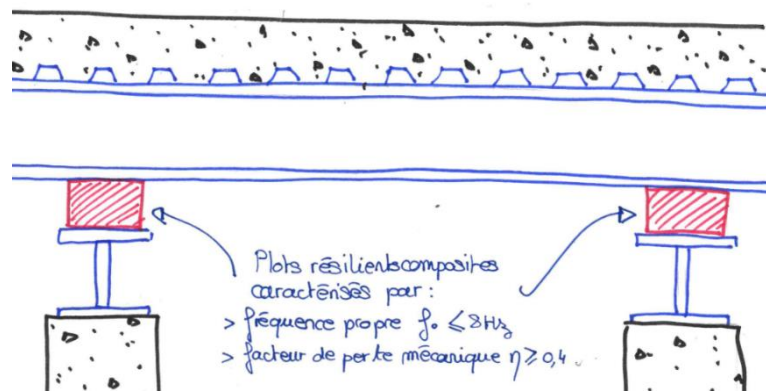 Plots résilients composites
caractérisés par :
> fréquence propre f₀ ≤ 8Hz
> facteur de perte mécanique η ≥ 0,4.